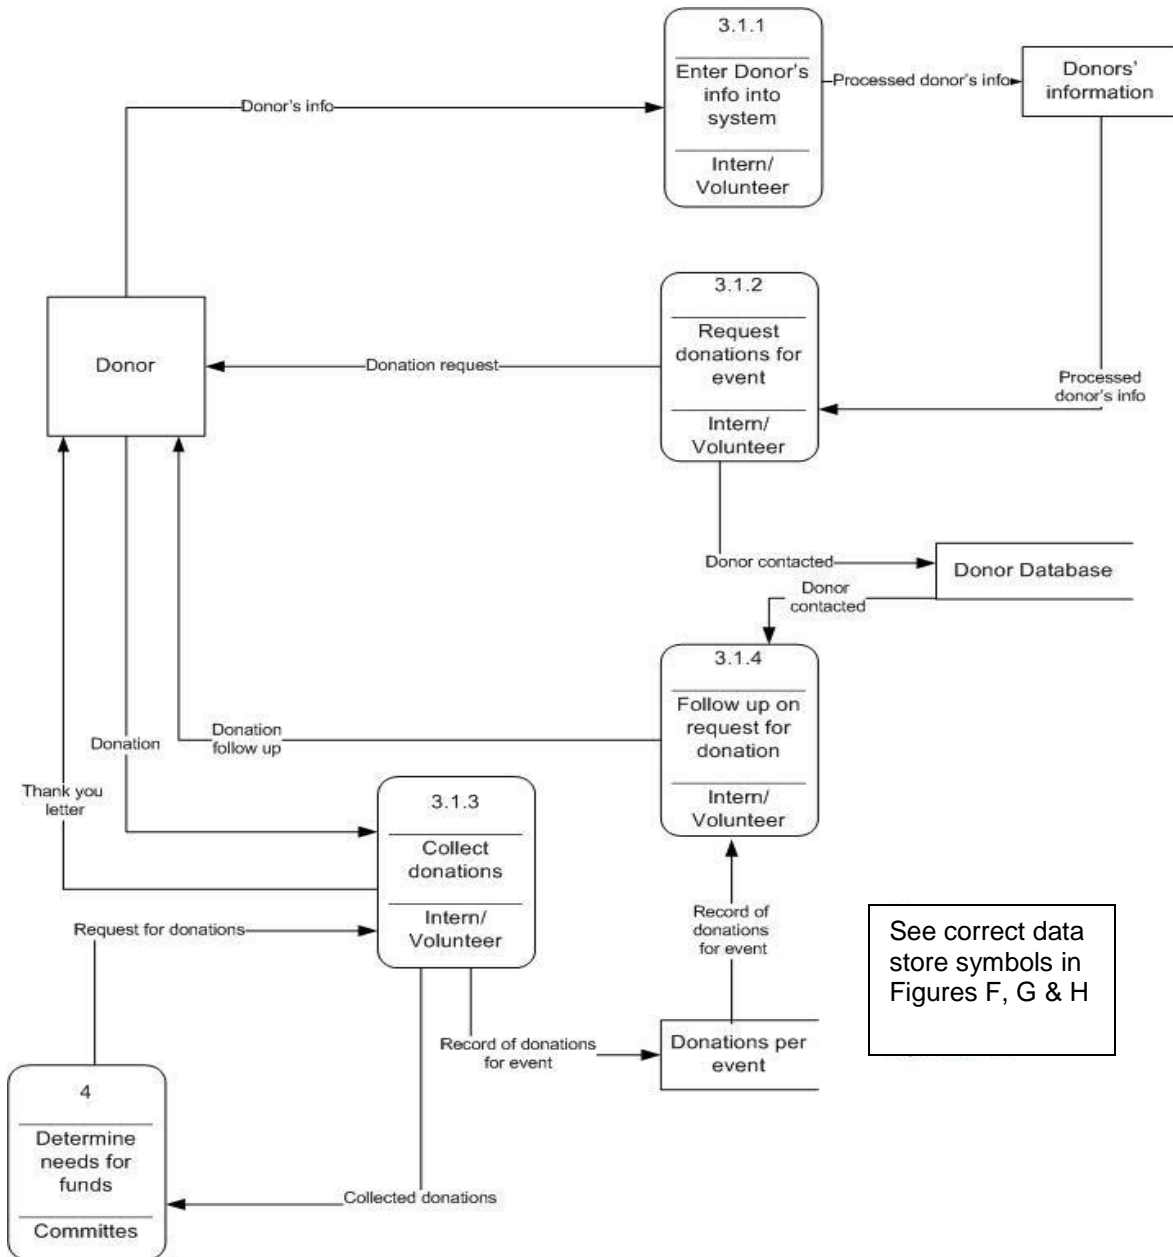 3.1.1
Enter Donor's
info into
system
Intern/
Volunteer
Processed donor's info
Donors'
information
Donor's info
3.1.2
Request
donations for
event
Intern/
Volunteer
Donor
Donation request
Processed
donor's info
Donor contacted
Donor Database
Donor
contacted
3.1.4
Follow up on
request for
donation
Intern/
Volunteer
Donation
follow up
Donation
Thank you
letter
3.1.3
Collect
donations
Intern/
Volunteer
Request for donations
Record of
donations
for event
See correct data
store symbols in
Figures F, G & H
Record of donations
for event
Donations per
event
4
Determine
needs for
funds
Committes
Collected donations